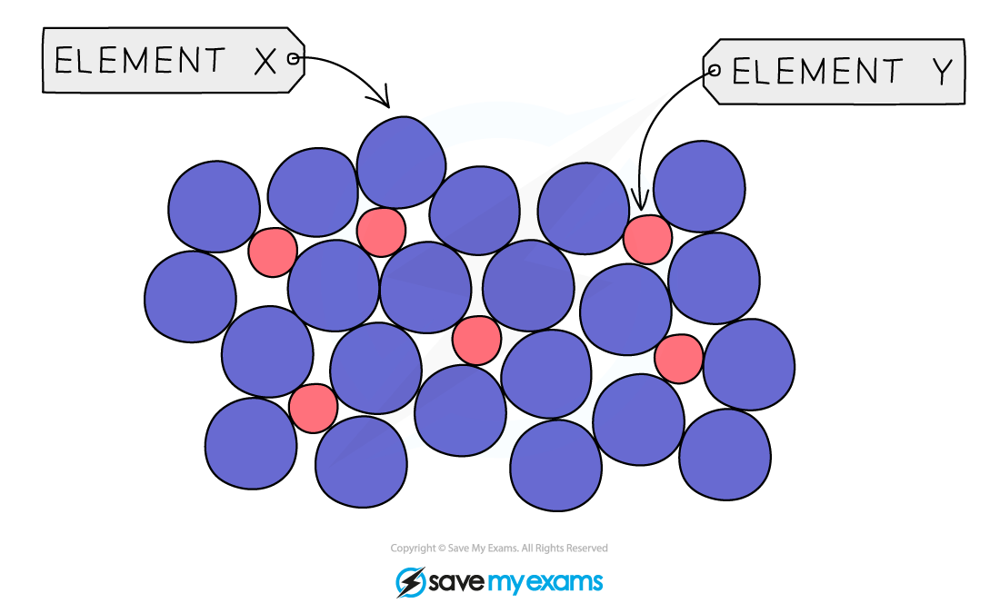 ELEMENT X
ELEMENT Y
Copyright © Save My Exams. All Rights Reserved
save my exams